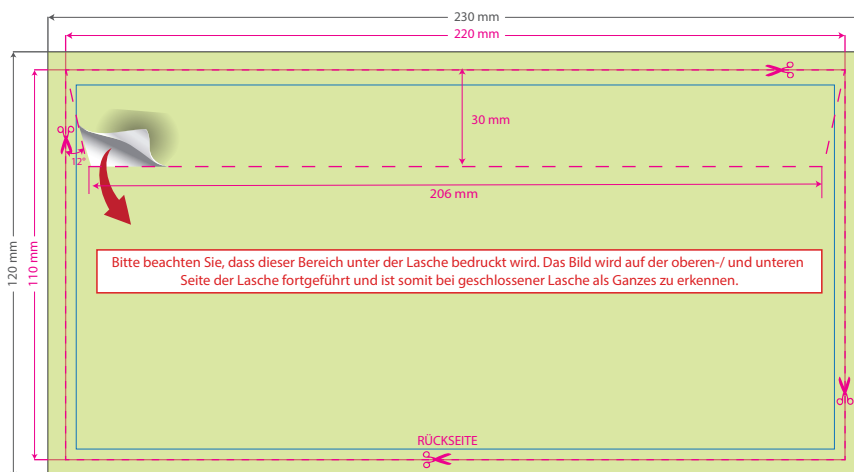 230 mm
220 mm
30 mm
12°
206 mm
120 mm
110 mm
Bitte beachten Sie, dass dieser Bereich unter der Lasche bedruckt wird. Das Bild wird auf der oberen-/ und unteren
Seite der Lasche fortgeführt und ist somit bei geschlossener Lasche als Ganzes zu erkennen.
RÜCKSEITE